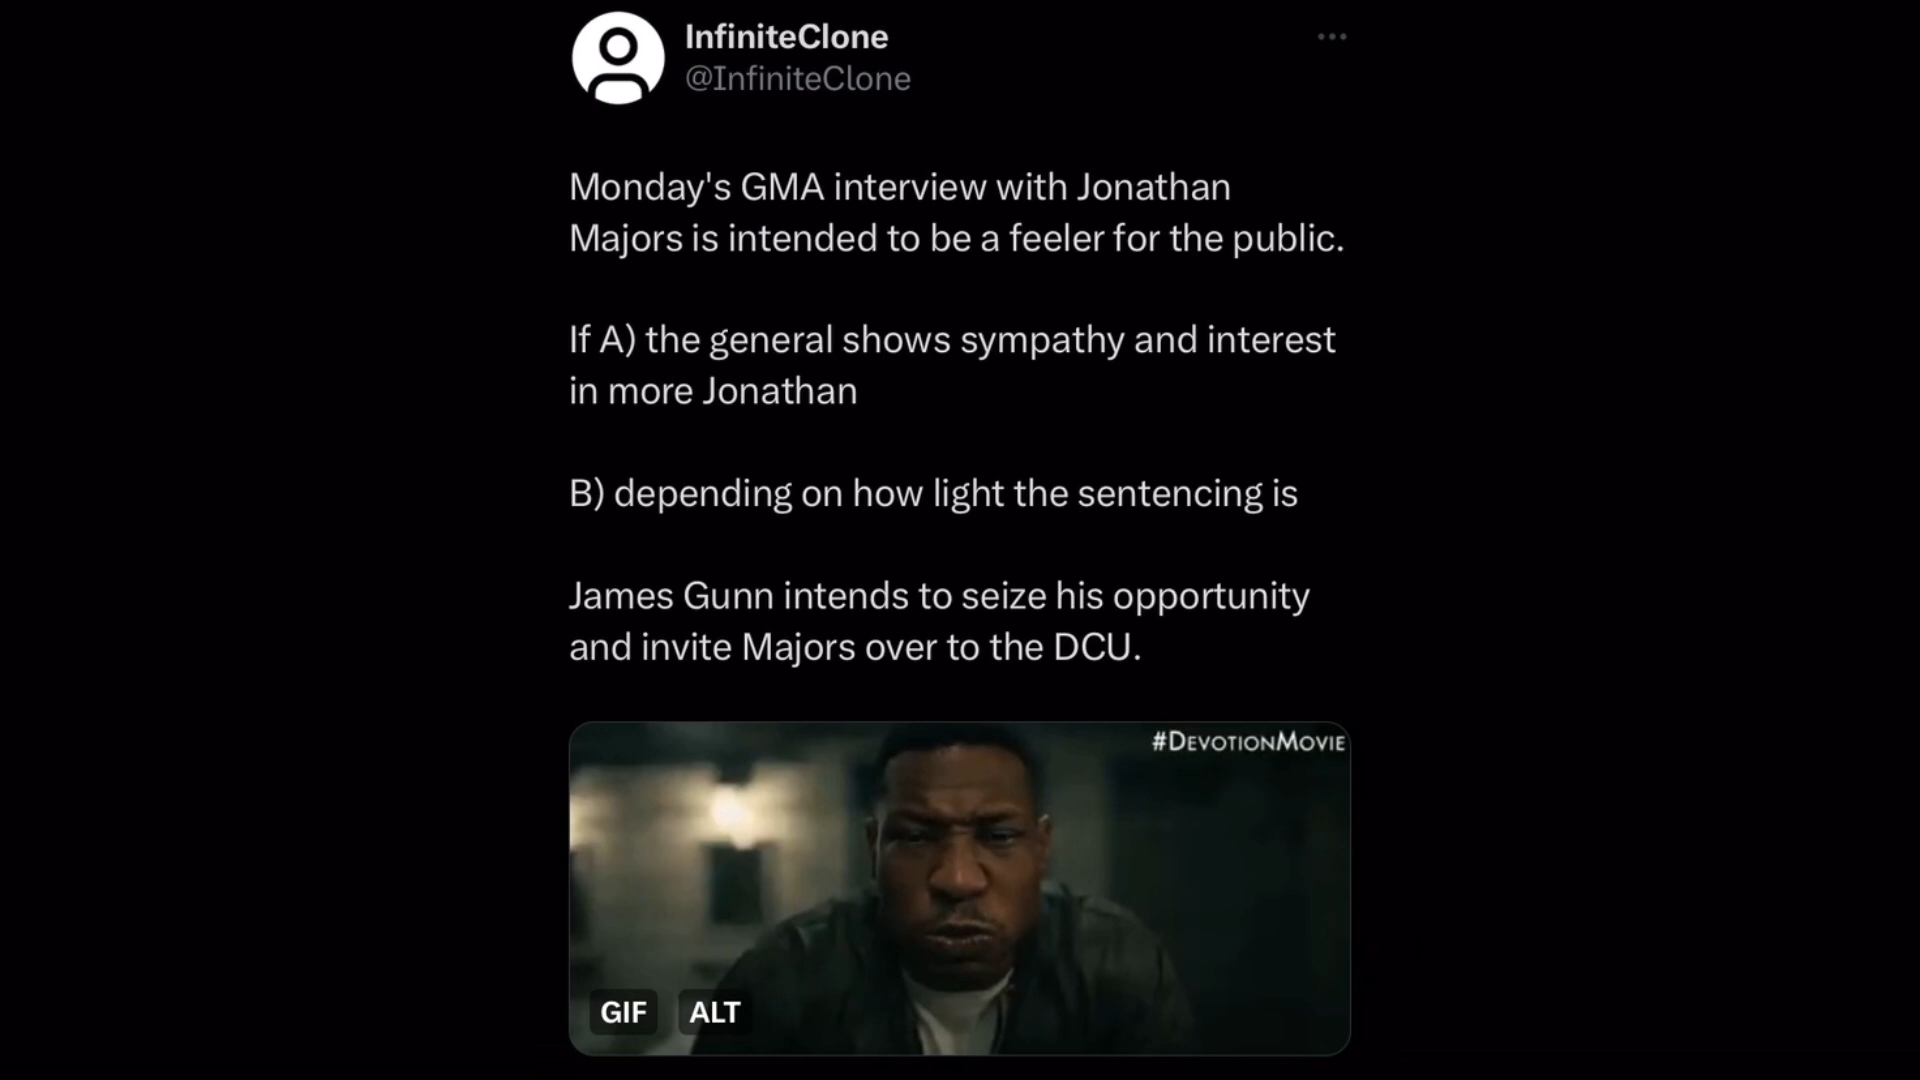 InfiniteClone
@InfiniteClone
Monday's GMA interview with Jonathan
Majors is intended to be a feeler for the public.
If A) the general shows sympathy and interest
in more Jonathan
B) depending on how light the sentencing is
James Gunn intends to seize his opportunity
and invite Majors over to the DCU.
#DEVOTIONMOVIE
GIF ALT